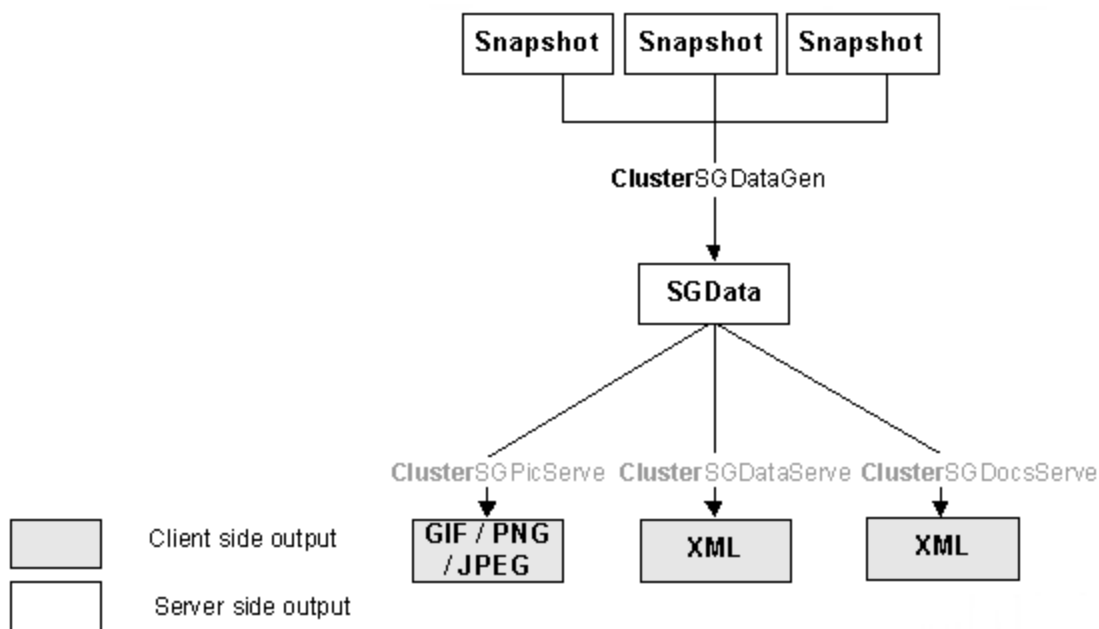 Snapshot Snapshot Snapshot
ClusterSGDataGen
SGData
ClusterSGPicServe ClusterSGDataServe ClusterSGDocsServe
GIF / PNG
/ JPEG
XML
XML
Client side output
Server side output